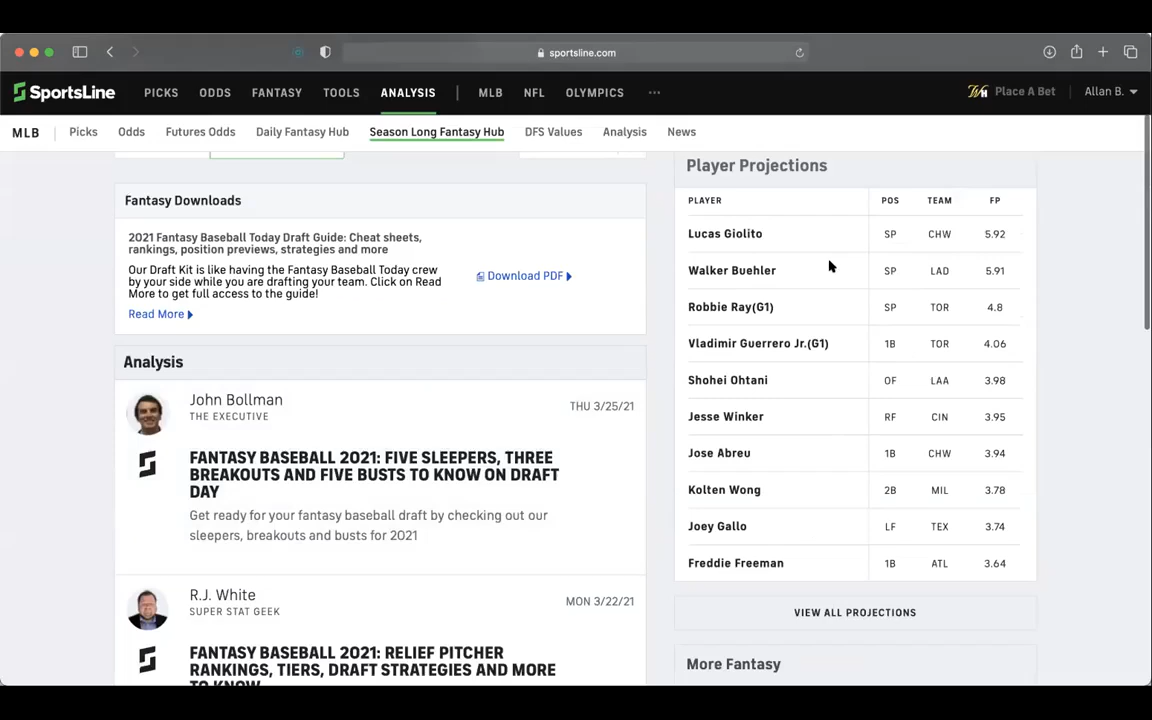 sportsline.com
SportsLine PICKS ODDS FANTASY TOOLS ANALYSIS MLB NFL OLYMPICS Place A Bet Allan B.
MLB Picks Odds Futures Odds Daily Fantasy Hub Season Long Fantasy Hub DFS Values Analysis News
Fantasy Downloads
2021 Fantasy Baseball Today Draft Guide: Cheat sheets,
rankings, position previews, strategies and more
Our Draft Kit is like having the Fantasy Baseball Today crew
by your side while you are drafting your team. Click on Read
More to get full access to the guide!
Read More
Download PDF
Analysis
John Bollman
THE EXECUTIVE
THU 3/25/21
FANTASY BASEBALL 2021: FIVE SLEEPERS, THREE
BREAKOUTS AND FIVE BUSTS TO KNOW ON DRAFT
DAY
Get ready for your fantasy baseball draft by checking out our
sleepers, breakouts and busts for 2021
R.J. White
SUPER STAT GEEK
MON 3/22/21
FANTASY BASEBALL 2021: RELIEF PITCHER
RANKINGS, TIERS, DRAFT STRATEGIES AND MORE
TO KNOW
Player Projections
PLAYER POS TEAM FP
Lucas Giolito SP CHW 5.92
Walker Buehler SP LAD 5.91
Robbie Ray(G1) SP TOR 4.8
Vladimir Guerrero Jr.(G1) 1B TOR 4.06
Shohei Ohtani OF LAA 3.98
Jesse Winker RF CIN 3.95
Jose Abreu 1B CHW 3.94
Kolten Wong 2B MIL 3.78
Joey Gallo LF TEX 3.74
Freddie Freeman 1B ATL 3.64
VIEW ALL PROJECTIONS
More Fantasy